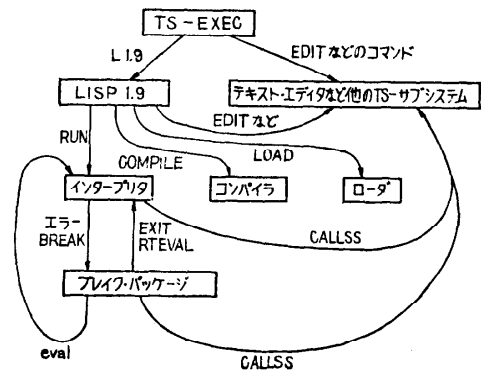 TS-EXEC
L1.9
EDITなどのコマンド
LISP 1.9
テキスト・エディタなど他のTS-サブシステム
EDITなど
RUN
COMPILE
LOAD
インタープリタ
コンパイラ
ローダ
エラー
BREAK
EXIT
RTEVAL
CALLSS
ブレイク・パッケージ
eval
CALLSS